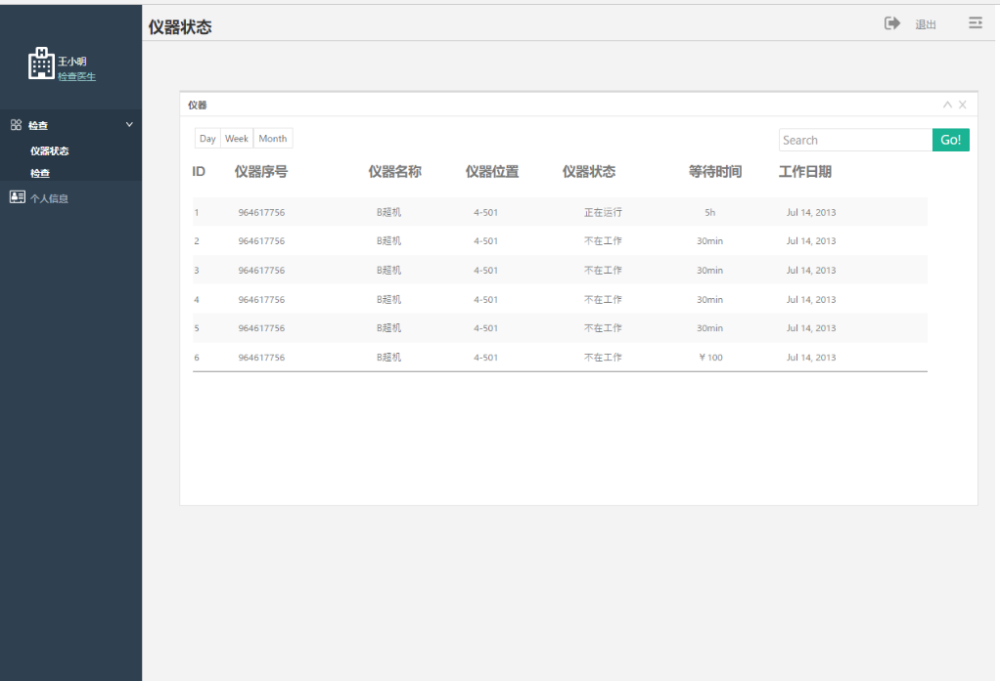 仪器状态
退出
王小明
检查医生
检查
仪器状态
检查
个人信息
仪器
Day Week Month
Search Go!
ID 仪器序号 仪器名称 仪器位置 仪器状态 等待时间 工作日期
1 964617756 B超机 4-501 正在运行 5h Jul 14, 2013
2 964617756 B超机 4-501 不在工作 30min Jul 14, 2013
3 964617756 B超机 4-501 不在工作 30min Jul 14, 2013
4 964617756 B超机 4-501 不在工作 30min Jul 14, 2013
5 964617756 B超机 4-501 不在工作 30min Jul 14, 2013
6 964617756 B超机 4-501 不在工作 ¥100 Jul 14, 2013